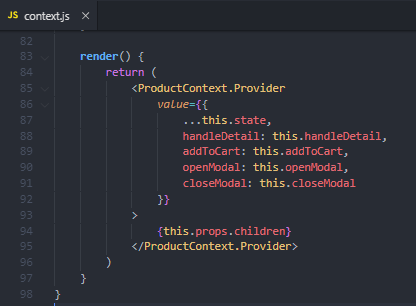 JS context.js ×
82
83 render() {
84 return (
85 <ProductContext.Provider
86 value={{
87 ...this.state,
88 handleDetail: this.handleDetail,
89 addToCart: this.addToCart,
90 openModal: this.openModal,
91 closeModal: this.closeModal
92 }}
93 >
94 {this.props.children}
95 </ProductContext.Provider>
96 )
97 }
98 }